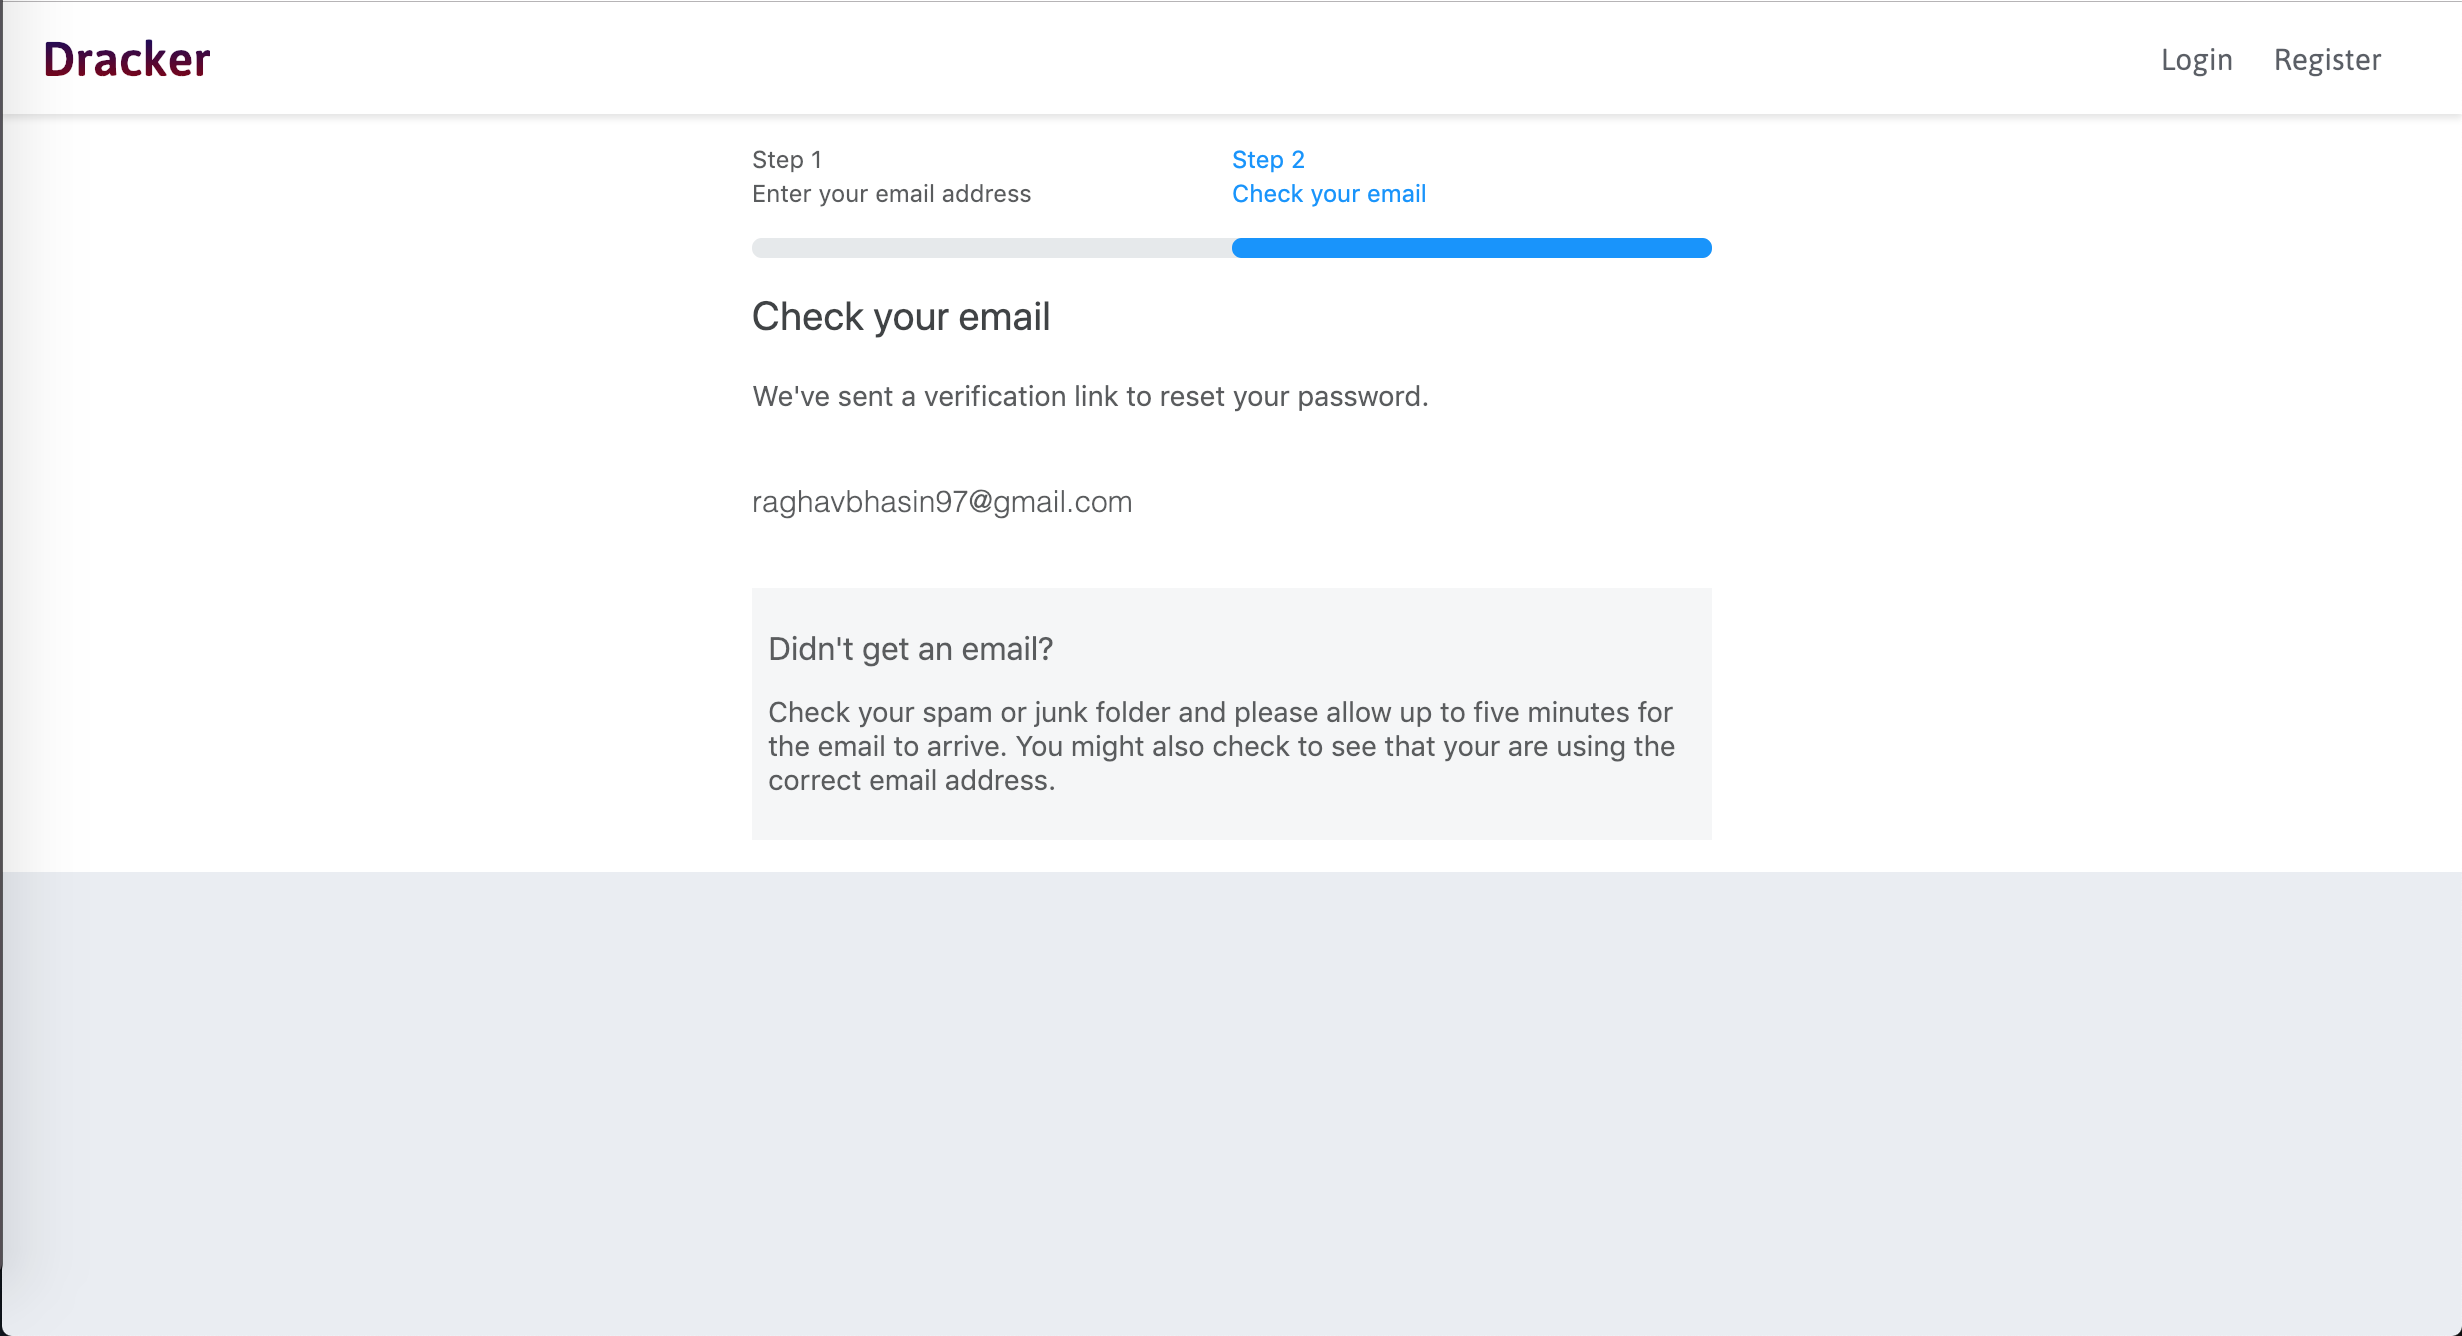 Dracker
Login Register
Step 1
Enter your email address
Step 2
Check your email
Check your email
We've sent a verification link to reset your password.
raghavbhasin97@gmail.com
Didn't get an email?
Check your spam or junk folder and please allow up to five minutes for
the email to arrive. You might also check to see that your are using the
correct email address.